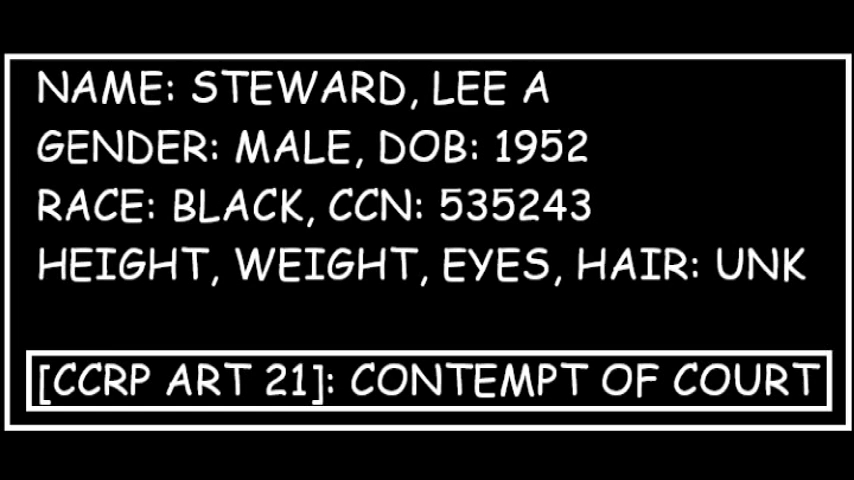 NAME: STEWARD, LEE A
GENDER: MALE, DOB: 1952
RACE: BLACK, CCN: 535243
HEIGHT, WEIGHT, EYES, HAIR: UNK
[CCRP ART 21]: CONTEMPT OF COURT